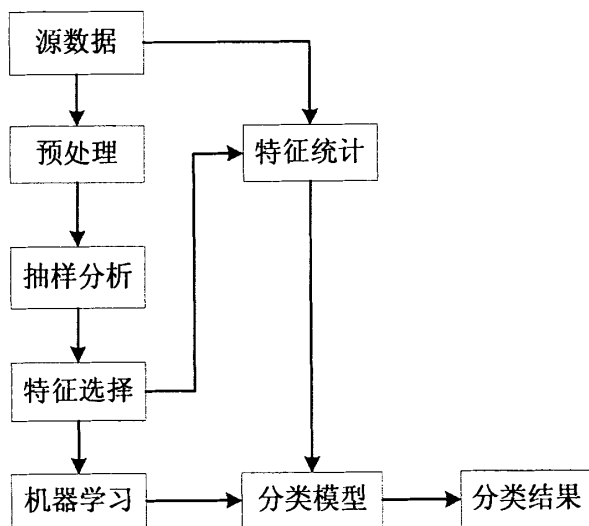 源数据
预处理
特征统计
抽样分析
特征选择
机器学习
分类模型
分类结果